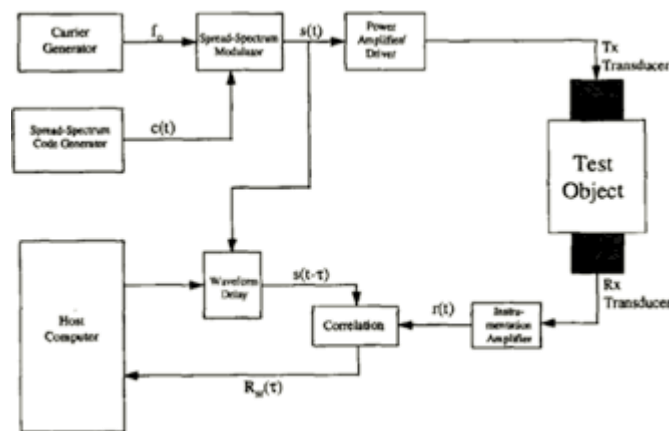 Carrier
Generator
f₀
Spread-Spectrum
Modulator
s(t)
Power
Amplifier/
Driver
Tx
Transducer
Spread-Spectrum
Code Generator
c(t)
Test
Object
Rx
Transducer
Host
Computer
Waveform
Delay
s(t-τ)
Correlation
r(t)
Instru-
mentation
Amplifier
R_sr(τ)